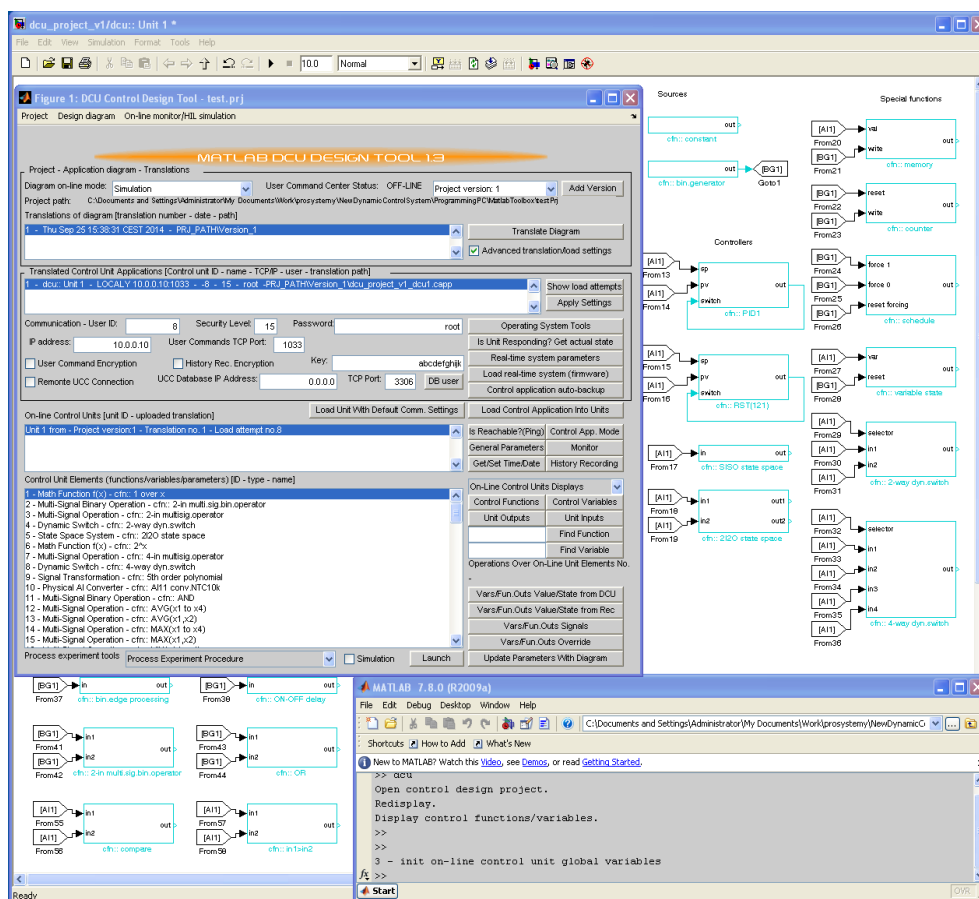 dcu_project_v1/dcu:: Unit 1 *
File Edit View Simulation Format Tools Help
10.0 Normal
Figure 1: DCU Control Design Tool - test.prj
Project Design diagram On-line monitor/HIL simulation
MATLAB DCU DESIGN TOOL 1.3
Project - Application diagram - Translations
Diagram on-line mode: Simulation User Command Center Status: OFF-LINE Project version: 1 Add Version
Project path: C:\Documents and Settings\Administrator\My Documents\Work\prosystemy\NewDynamicControlSystem\ProgrammingPC\MatlabToolbox\test.Prj
Translations of diagram [translation number - date - path]
1 - Thu Sep 25 15:38:31 CEST 2014 - PRJ_PATH\Version_1
Translate Diagram
Advanced translation/load settings
Translated Control Unit Applications [Control unit ID - name - TCP/IP - user - translation path]
1 - dcu:: Unit 1 - LOCALY 10.0.0.10:1033 - -8 - 15 - root -PRJ_PATH\Version_1\dcu_project_v1_dcu1.capp
Show load attempts
Apply Settings
Communication - User ID: 8 Security Level: 15 Password: root
Operating System Tools
IP address: 10.0.0.10 User Commands TCP Port: 1033
Is Unit Responding? Get actual state
User Command Encryption History Rec. Encryption Key: abcdefghijk
Real-time system parameters
Load real-time system (firmware)
Remonte UCC Connection UCC Database IP Address: 0.0.0.0 TCP Port: 3306 DB user
Control application auto-backup
On-line Control Units [unit ID - uploaded translation]
Load Unit With Default Comm. Settings
Load Control Application Into Units
Unit 1 from - Project version:1 - Translation no. 1 - Load attempt no.8
Is Reachable?(Ping) Control App. Mode
General Parameters Monitor
Get/Set Time/Date History Recording
Control Unit Elements (functions/variables/parameters) [ID - type - name]
1 - Math Function f(x) - cfn:: 1 over x
2 - Multi-Signal Binary Operation - cfn:: 2-in multi.sig.bin.operator
3 - Multi-Signal Operation - cfn:: 2-in multisig.operator
4 - Dynamic Switch - cfn:: 2-way dyn.switch
5 - State Space System - cfn:: 2I2O state space
6 - Math Function f(x) - cfn:: 2^x
7 - Multi-Signal Operation - cfn:: 4-in multisig.operator
8 - Dynamic Switch - cfn:: 4-way dyn.switch
9 - Signal Transformation - cfn:: 5th order polynomial
10 - Physical AI Converter - cfn:: AI11 conv.NTC10k
11 - Multi-Signal Binary Operation - cfn:: AND
12 - Multi-Signal Operation - cfn:: AVG(x1 to x4)
13 - Multi-Signal Operation - cfn:: AVG(x1,x2)
14 - Multi-Signal Operation - cfn:: MAX(x1 to x4)
15 - Multi-Signal Operation - cfn:: MAX(x1,x2)
On-Line Control Units Displays
Control Functions Control Variables
Unit Outputs Unit Inputs
Find Function
Find Variable
Operations Over On-Line Unit Elements No.
-
Vars/Fun.Outs Value/State from DCU
Vars/Fun.Outs Value/State from Rec
Vars/Fun.Outs Signals
Vars/Fun.Outs Override
Update Parameters With Diagram
Process experiment tools Process Experiment Procedure Simulation Launch
Sources
out
cfn:: constant
out
cfn:: bin.generator
[BG1]
Goto1
Controllers
[AI1]
From13
[AI1]
From14
sp
pv
switch
out
cfn:: PID1
[AI1]
From15
[AI1]
From16
sp
pv
switch
out
cfn:: RST(121)
[AI1]
From17
in
out
cfn:: SISO state space
[AI1]
From18
[AI1]
From19
in1
in2
out1
out2
cfn:: 2I2O state space
Special functions
[AI1]
From20
[BG1]
From21
val
write
out
cfn:: memory
[BG1]
From22
[BG1]
From23
reset
write
out
cfn:: counter
[BG1]
From24
[BG1]
From25
[BG1]
From26
force 1
force 0
reset forcing
out
cfn:: schedule
[AI1]
From27
[BG1]
From28
var
reset
out
cfn:: variable state
[AI1]
From29
[AI1]
From30
[AI1]
From31
selector
in1
in2
out
cfn:: 2-way dyn.switch
[AI1]
From32
[AI1]
From33
[AI1]
From34
[AI1]
From35
[AI1]
From36
selector
in1
in2
in3
in4
out
cfn:: 4-way dyn.switch
[BG1]
From37
in
out
cfn:: bin.edge processing
[BG1]
From38
in
out
cfn:: ON-OFF delay
[BG1]
From41
[BG1]
From42
in1
in2
out
cfn:: 2-in multi.sig.bin.operator
[BG1]
From43
[BG1]
From44
in1
in2
out
cfn:: OR
[AI1]
From55
[AI1]
From56
in1
in2
out
cfn:: compare
[AI1]
From57
[AI1]
in1
in2
out
cfn:: in1=in2
MATLAB 7.8.0 (R2009a)
File Edit Debug Desktop Window Help
C:\Documents and Settings\Administrator\My Documents\Work\prosystemy\NewDynamicC
Shortcuts How to Add What's New
New to MATLAB? Watch this Video, see Demos, or read Getting Started.
>> dcu
Open control design project.
Redisplay.
Display control functions/variables.
>>
>>
3 - init on-line control unit global variables
fx >>
Start
OVR
Ready